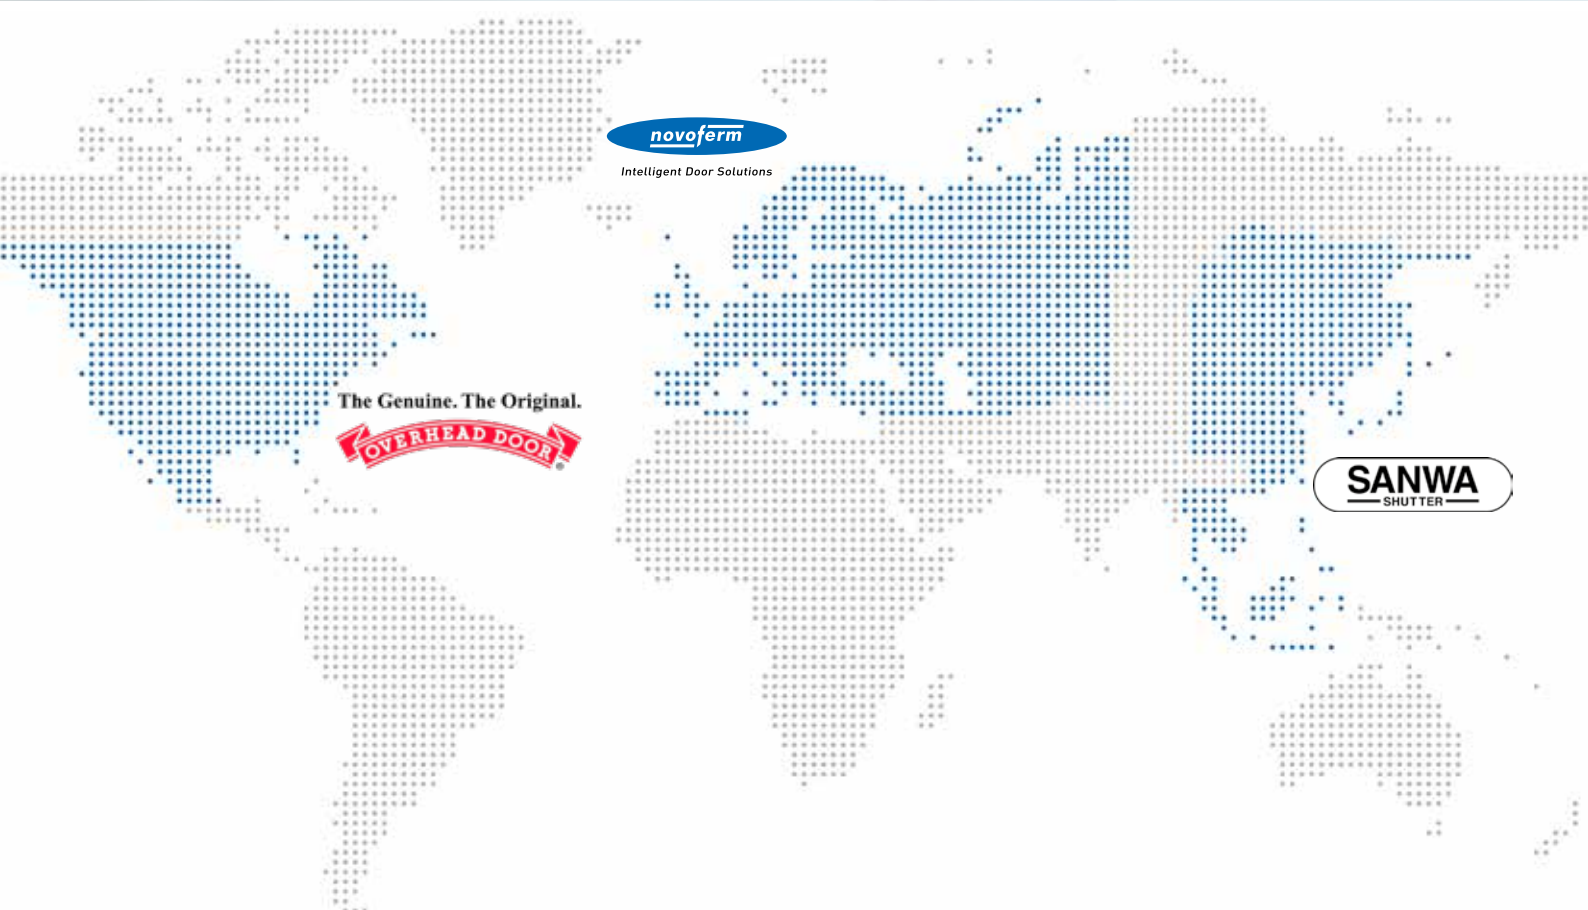 novoferm
Intelligent Door Solutions
The Genuine. The Original.
OVERHEAD DOOR
SANWA
SHUTTER